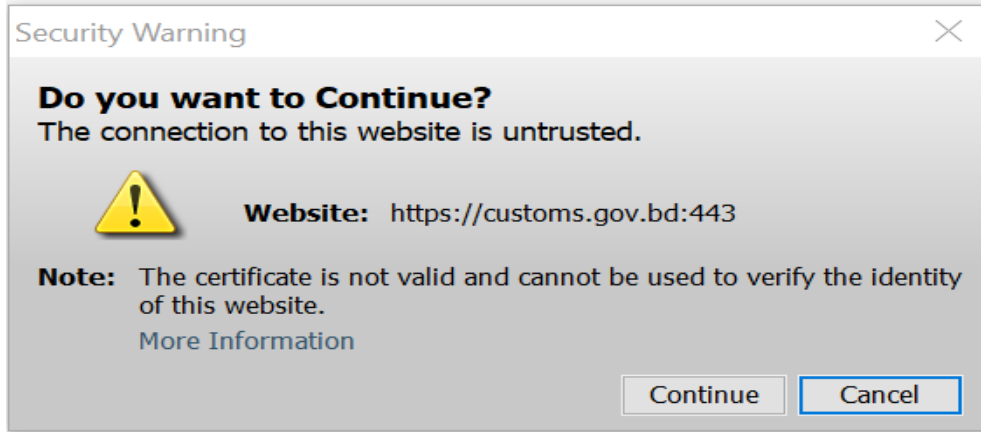 Security Warning
Do you want to Continue?
The connection to this website is untrusted.
Website: https://customs.gov.bd:443
Note: The certificate is not valid and cannot be used to verify the identity
of this website.
More Information
Continue Cancel